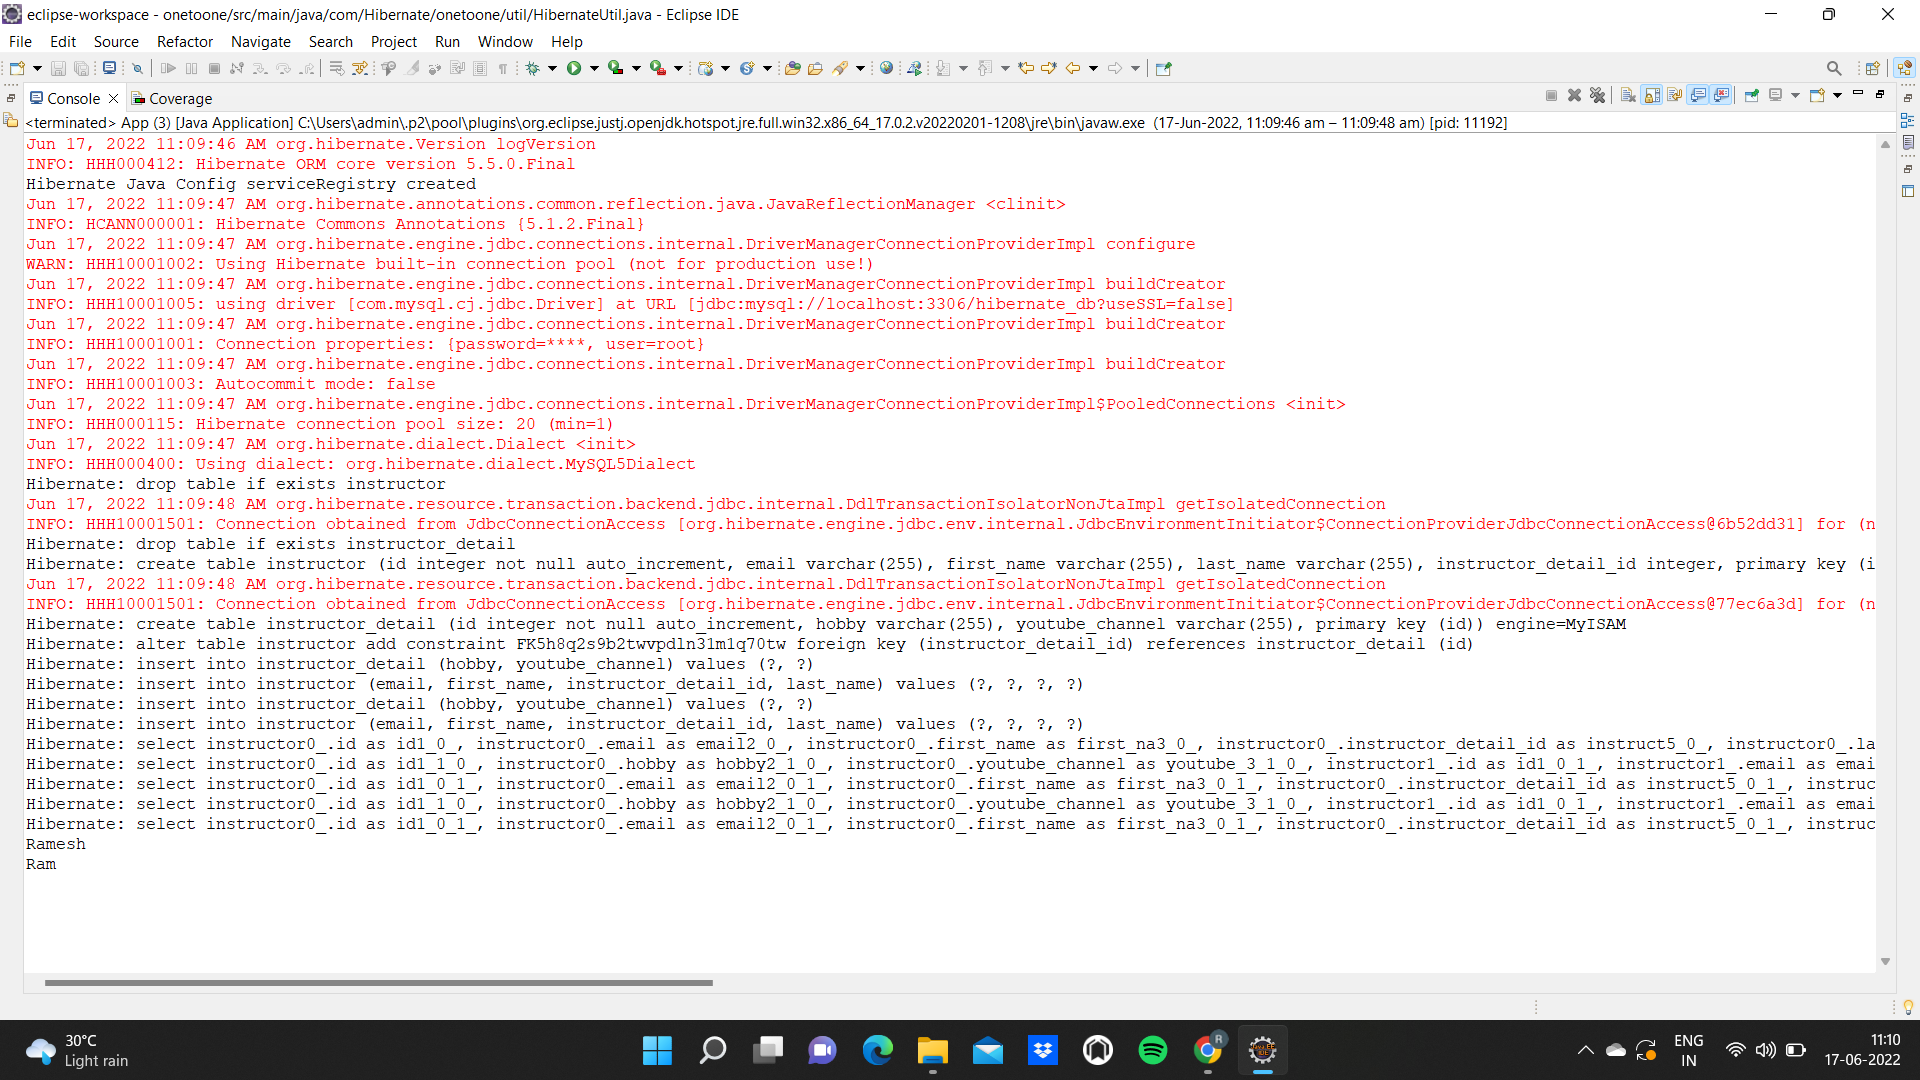 eclipse-workspace - onetoone/src/main/java/com/Hibernate/onetoone/util/HibernateUtil.java - Eclipse IDE
File Edit Source Refactor Navigate Search Project Run Window Help
Console Coverage
<terminated> App (3) [Java Application] C:\Users\admin\.p2\pool\plugins\org.eclipse.justj.openjdk.hotspot.jre.full.win32.x86_64_17.0.2.v20220201-1208\jre\bin\javaw.exe (17-Jun-2022, 11:09:46 am – 11:09:48 am) [pid: 11192]
Jun 17, 2022 11:09:46 AM org.hibernate.Version logVersion
INFO: HHH000412: Hibernate ORM core version 5.5.0.Final
Hibernate Java Config serviceRegistry created
Jun 17, 2022 11:09:47 AM org.hibernate.annotations.common.reflection.java.JavaReflectionManager <clinit>
INFO: HCANN000001: Hibernate Commons Annotations {5.1.2.Final}
Jun 17, 2022 11:09:47 AM org.hibernate.engine.jdbc.connections.internal.DriverManagerConnectionProviderImpl configure
WARN: HHH10001002: Using Hibernate built-in connection pool (not for production use!)
Jun 17, 2022 11:09:47 AM org.hibernate.engine.jdbc.connections.internal.DriverManagerConnectionProviderImpl buildCreator
INFO: HHH10001005: using driver [com.mysql.cj.jdbc.Driver] at URL [jdbc:mysql://localhost:3306/hibernate_db?useSSL=false]
Jun 17, 2022 11:09:47 AM org.hibernate.engine.jdbc.connections.internal.DriverManagerConnectionProviderImpl buildCreator
INFO: HHH10001001: Connection properties: {password=****, user=root}
Jun 17, 2022 11:09:47 AM org.hibernate.engine.jdbc.connections.internal.DriverManagerConnectionProviderImpl buildCreator
INFO: HHH10001003: Autocommit mode: false
Jun 17, 2022 11:09:47 AM org.hibernate.engine.jdbc.connections.internal.DriverManagerConnectionProviderImpl$PooledConnections <init>
INFO: HHH000115: Hibernate connection pool size: 20 (min=1)
Jun 17, 2022 11:09:47 AM org.hibernate.dialect.Dialect <init>
INFO: HHH000400: Using dialect: org.hibernate.dialect.MySQL5Dialect
Hibernate: drop table if exists instructor
Jun 17, 2022 11:09:48 AM org.hibernate.resource.transaction.backend.jdbc.internal.DdlTransactionIsolatorNonJtaImpl getIsolatedConnection
INFO: HHH10001501: Connection obtained from JdbcConnectionAccess [org.hibernate.engine.jdbc.env.internal.JdbcEnvironmentInitiator$ConnectionProviderJdbcConnectionAccess@6b52dd31] for (n
Hibernate: drop table if exists instructor_detail
Hibernate: create table instructor (id integer not null auto_increment, email varchar(255), first_name varchar(255), last_name varchar(255), instructor_detail_id integer, primary key (i
Jun 17, 2022 11:09:48 AM org.hibernate.resource.transaction.backend.jdbc.internal.DdlTransactionIsolatorNonJtaImpl getIsolatedConnection
INFO: HHH10001501: Connection obtained from JdbcConnectionAccess [org.hibernate.engine.jdbc.env.internal.JdbcEnvironmentInitiator$ConnectionProviderJdbcConnectionAccess@77ec6a3d] for (n
Hibernate: create table instructor_detail (id integer not null auto_increment, hobby varchar(255), youtube_channel varchar(255), primary key (id)) engine=MyISAM
Hibernate: alter table instructor add constraint FK5h8q2s9b2twvpdln31m1q70tw foreign key (instructor_detail_id) references instructor_detail (id)
Hibernate: insert into instructor_detail (hobby, youtube_channel) values (?, ?)
Hibernate: insert into instructor (email, first_name, instructor_detail_id, last_name) values (?, ?, ?, ?)
Hibernate: insert into instructor_detail (hobby, youtube_channel) values (?, ?)
Hibernate: insert into instructor (email, first_name, instructor_detail_id, last_name) values (?, ?, ?, ?)
Hibernate: select instructor0_.id as id1_0_, instructor0_.email as email2_0_, instructor0_.first_name as first_na3_0_, instructor0_.instructor_detail_id as instruct5_0_, instructor0_.la
Hibernate: select instructor0_.id as id1_1_0_, instructor0_.hobby as hobby2_1_0_, instructor0_.youtube_channel as youtube_3_1_0_, instructor1_.id as id1_0_1_, instructor1_.email as emai
Hibernate: select instructor0_.id as id1_0_1_, instructor0_.email as email2_0_1_, instructor0_.first_name as first_na3_0_1_, instructor0_.instructor_detail_id as instruct5_0_1_, instruc
Hibernate: select instructor0_.id as id1_1_0_, instructor0_.hobby as hobby2_1_0_, instructor0_.youtube_channel as youtube_3_1_0_, instructor1_.id as id1_0_1_, instructor1_.email as emai
Hibernate: select instructor0_.id as id1_0_1_, instructor0_.email as email2_0_1_, instructor0_.first_name as first_na3_0_1_, instructor0_.instructor_detail_id as instruct5_0_1_, instruc
Ramesh
Ram
30°C
Light rain
R
ENG
IN
11:10
17-06-2022